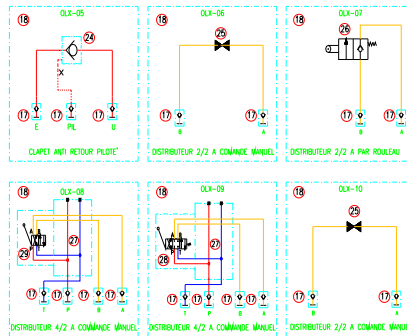 OLX-05
18
24
X
17
17
17
E
PIL
U
CLAPET ANTI RETOUR PILOTE'
OLX-06
18
25
17
17
B
A
DISTRIBUTEUR 2/2 A COMANDE MANUEL
OLX-07
18
26
17
17
B
A
DISTRIBUTEUR 2/2 A PAR ROULEAU
OLX-08
18
27
29
17
17
17
17
T
P
B
A
DISTRIBUTEUR 4/2 A COMMANDE MANUEL
OLX-09
18
27
28
17
17
17
17
T
P
B
A
DISTRIBUTEUR 4/2 A COMMANDE MANUEL
OLX-10
18
25
17
17
B
A
DISTRIBUTEUR 2/2 A COMANDE MANUEL